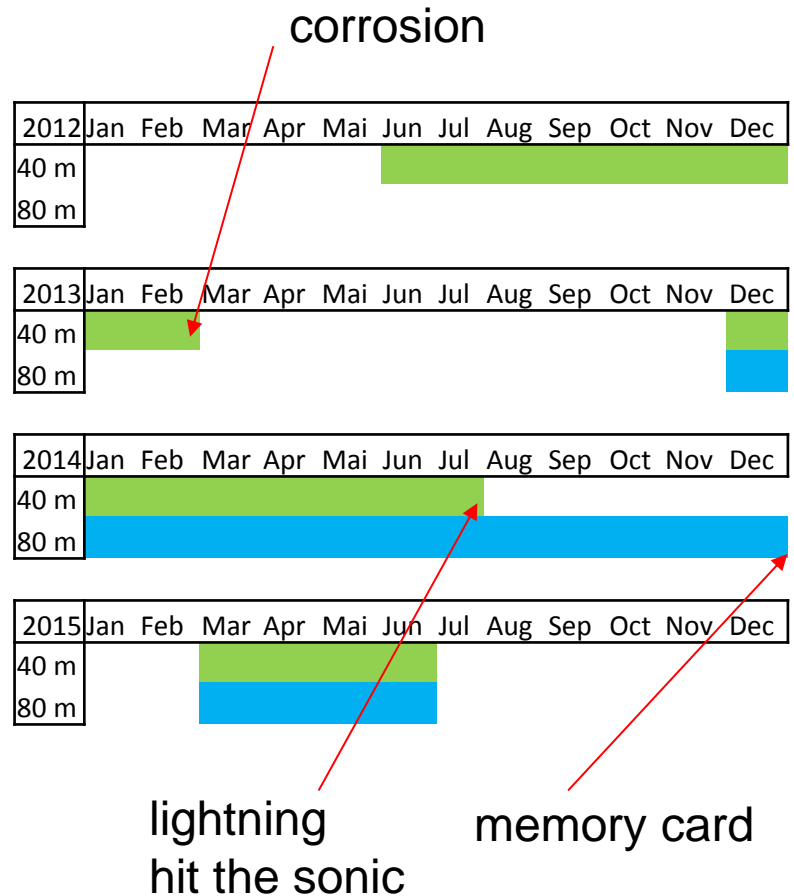 corrosion
2012 Jan Feb Mar Apr Mai Jun Jul Aug Sep Oct Nov Dec
40 m
80 m
2013 Jan Feb Mar Apr Mai Jun Jul Aug Sep Oct Nov Dec
40 m
80 m
2014 Jan Feb Mar Apr Mai Jun Jul Aug Sep Oct Nov Dec
40 m
80 m
2015 Jan Feb Mar Apr Mai Jun Jul Aug Sep Oct Nov Dec
40 m
80 m
lightning
hit the sonic
memory card